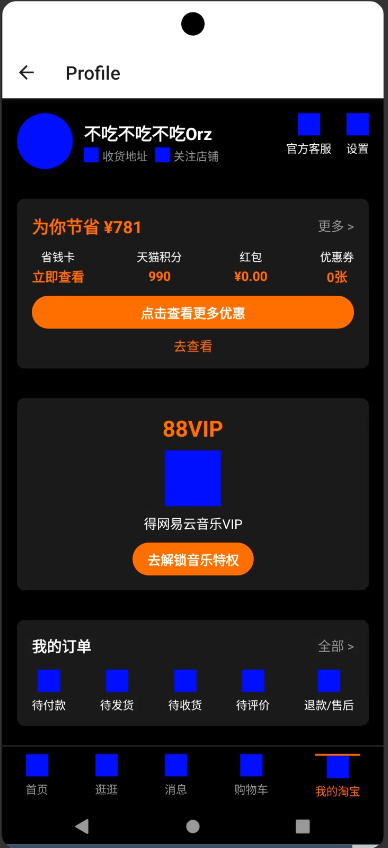 Profile
不吃不吃不吃Orz
收货地址 关注店铺
官方客服 设置
为你节省 ¥781 更多 >
省钱卡 天猫积分 红包 优惠券
立即查看 990 ¥0.00 0张
点击查看更多优惠
去查看
88VIP
得网易云音乐VIP
去解锁音乐特权
我的订单 全部 >
待付款 待发货 待收货 待评价 退款/售后
首页 逛逛 消息 购物车 我的淘宝